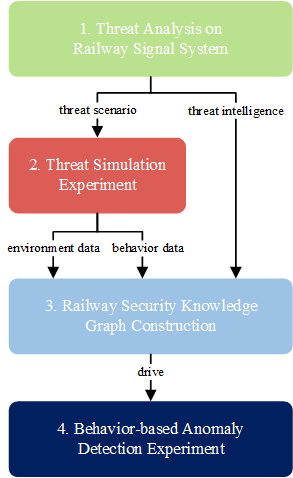 1. Threat Analysis on
Railway Signal System
threat scenario
threat intelligence
2. Threat Simulation
Experiment
environment data
behavior data
3. Railway Security Knowledge
Graph Construction
drive
4. Behavior-based Anomaly
Detection Experiment